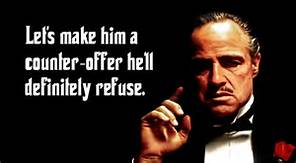 Let's make him a
counter-offer he'll
definitely refuse.